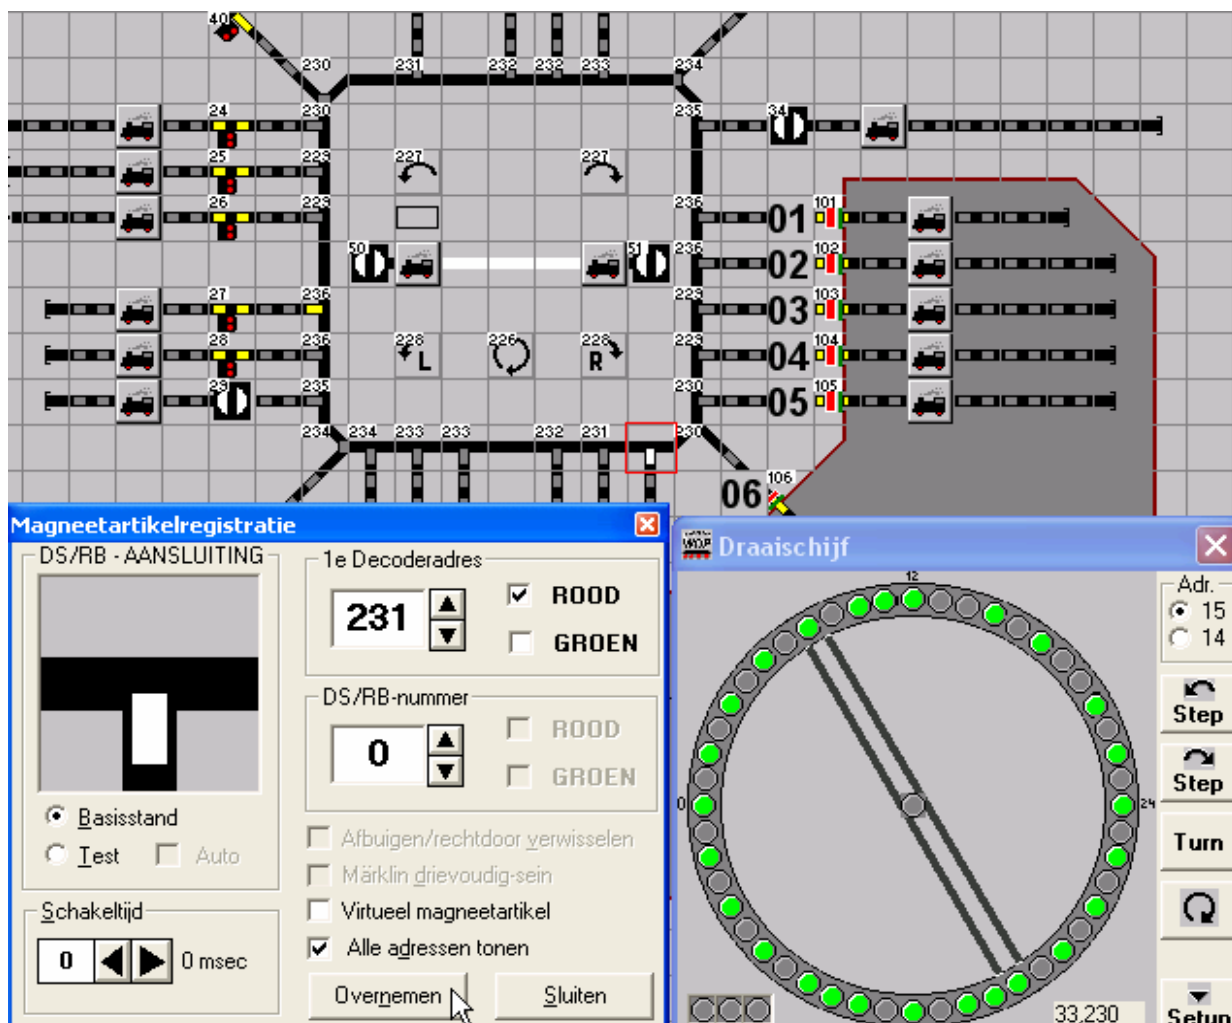 40
230 231 232 232 233 234
24 230 235 34
25 229
227 227
26 229 236 01 101
50 51 236 02 102
27 236 229 03 103
28 236 228 L 226 228 R 229 04 104
29 235 230 05 105
234 234 233 233 232 231 230
06 106
Magneetartikelregistratie
DS/RB - AANSLUITING
1e Decoderadres
231
ROOD
GROEN
DS/RB-nummer
0
ROOD
GROEN
Basisstand
Test Auto
Afbuigen/rechtdoor verwisselen
Märklin drievoudig-sein
Virtueel magneetartikel
Alle adressen tonen
Schakeltijd
0 0 msec
Overnemen Sluiten
Draaischijf
12
0
24
Adr.
15
14
Step
Step
Turn
Setup
33,230